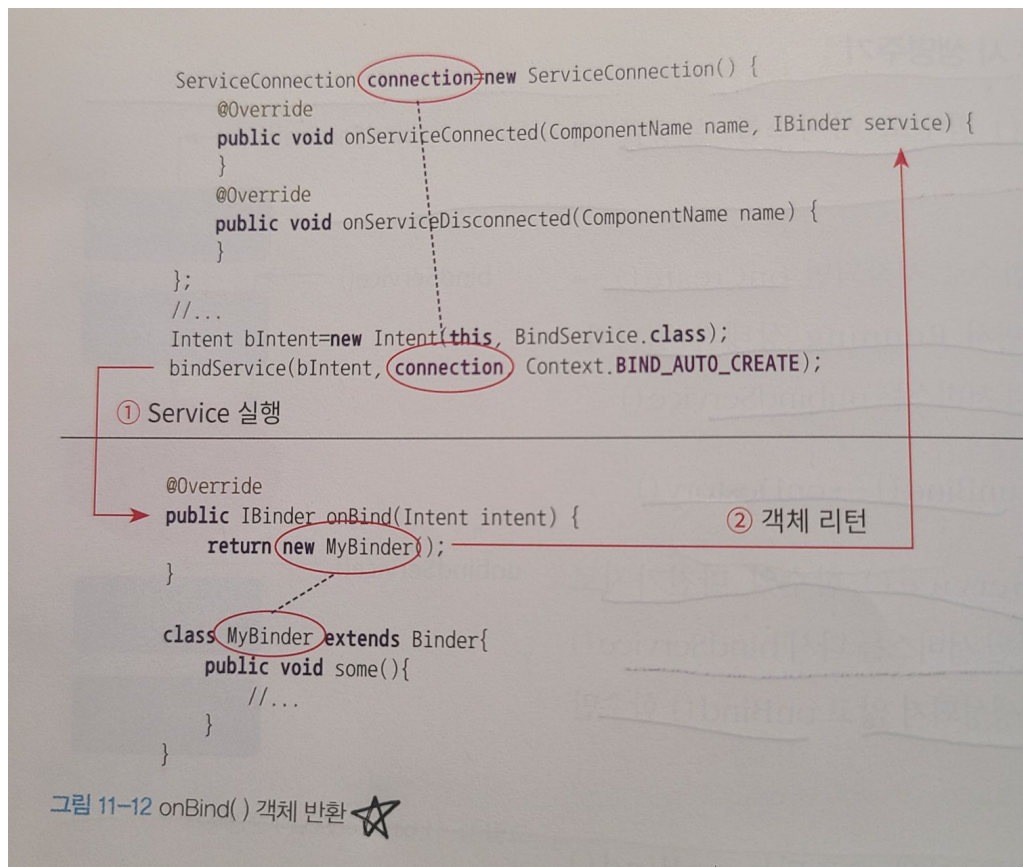 ServiceConnection connection=new ServiceConnection() {
@Override
public void onServiceConnected(ComponentName name, IBinder service) {
}
@Override
public void onServiceDisconnected(ComponentName name) {
}
};
//...
Intent bIntent=new Intent(this, BindService.class);
bindService(bIntent, connection, Context.BIND_AUTO_CREATE);
① Service 실행
@Override
public IBinder onBind(Intent intent) {
② 객체 리턴
return new MyBinder();
}
class MyBinder extends Binder{
public void some(){
//...
}
}
그림 11-12 onBind( ) 객체 반환